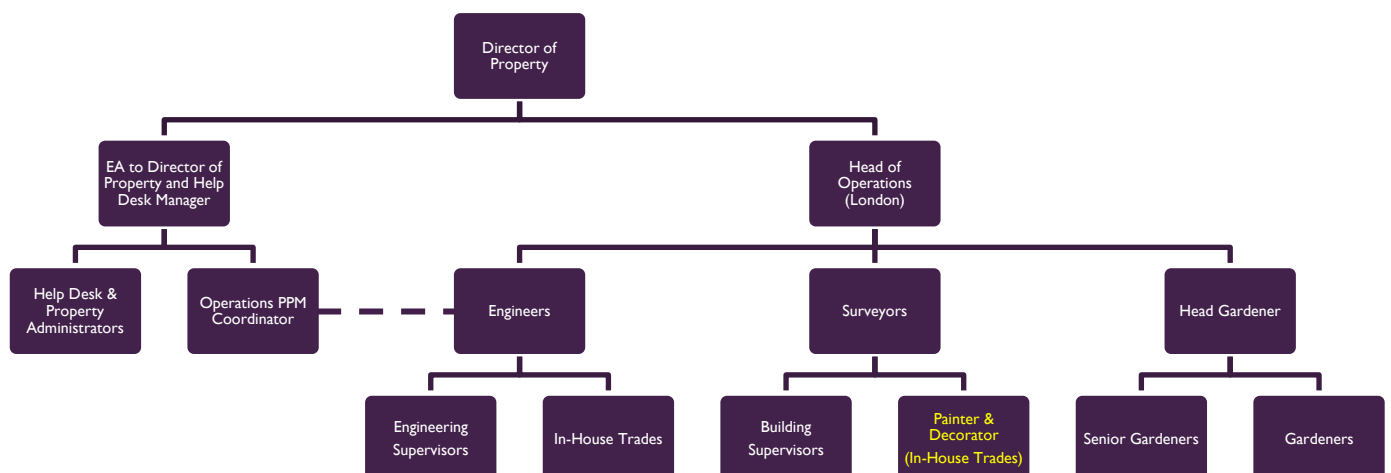 Director of
Property
EA to Director of
Property and Help
Desk Manager
Head of
Operations
(London)
Help Desk &
Property
Administrators
Operations PPM
Coordinator
Engineers
Surveyors
Head Gardener
Engineering
Supervisors
In-House Trades
Building
Supervisors
Painter &
Decorator
(In-House Trades)
Senior Gardeners
Gardeners